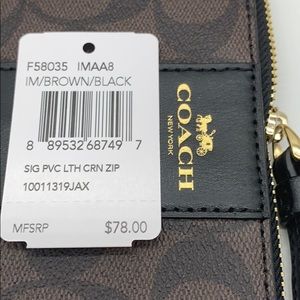 F58035 IMAA8
IM/BROWN/BLACK
8 89532 68749 7
SIG PVC LTH CRN ZIP
10011319JAX
MFSRP $78.00
COACH
NEW YORK